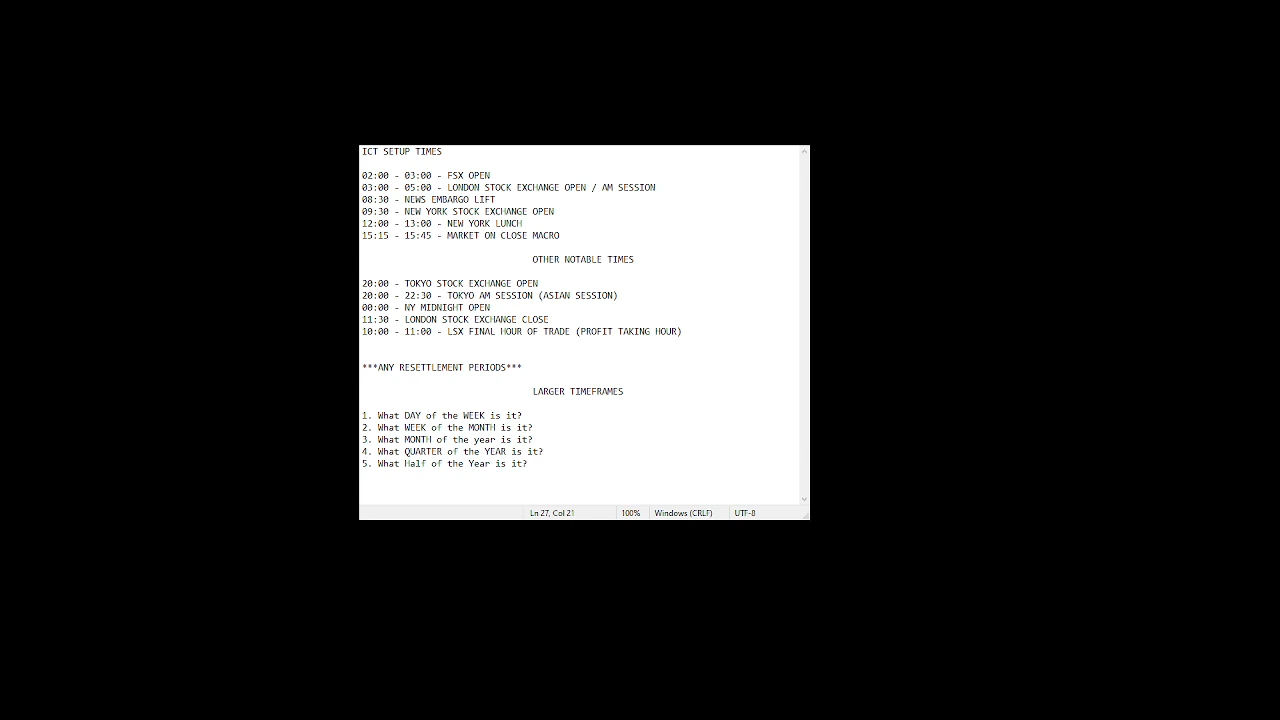 ICT SETUP TIMES
02:00 - 03:00 - FSX OPEN
03:00 - 05:00 - LONDON STOCK EXCHANGE OPEN / AM SESSION
08:30 - NEWS EMBARGO LIFT
09:30 - NEW YORK STOCK EXCHANGE OPEN
12:00 - 13:00 - NEW YORK LUNCH
15:15 - 15:45 - MARKET ON CLOSE MACRO
OTHER NOTABLE TIMES
20:00 - TOKYO STOCK EXCHANGE OPEN
20:00 - 22:30 - TOKYO AM SESSION (ASIAN SESSION)
00:00 - NY MIDNIGHT OPEN
11:30 - LONDON STOCK EXCHANGE CLOSE
10:00 - 11:00 - LSX FINAL HOUR OF TRADE (PROFIT TAKING HOUR)
***ANY RESETTLEMENT PERIODS***
LARGER TIMEFRAMES
1. What DAY of the WEEK is it?
2. What WEEK of the MONTH is it?
3. What MONTH of the year is it?
4. What QUARTER of the YEAR is it?
5. What Half of the Year is it?
Ln 27, Col 21 100% Windows (CRLF) UTF-8